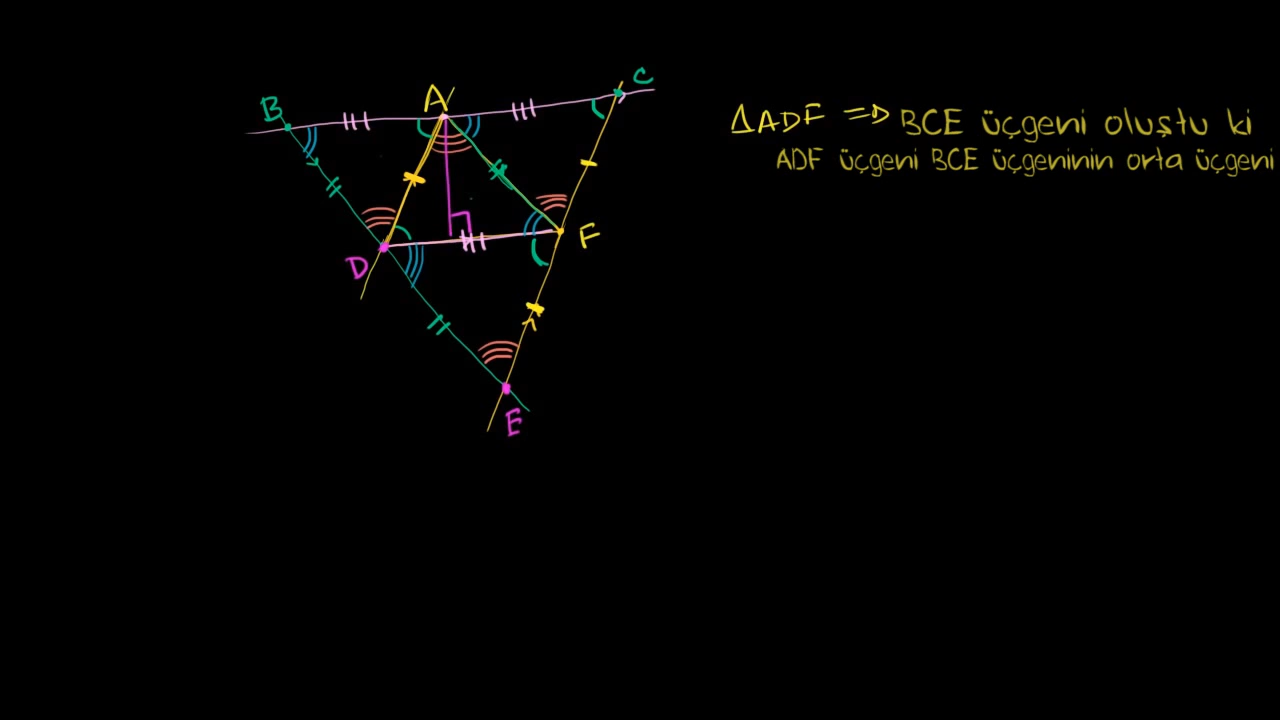 B
A
C
D
F
E
ΔADF => BCE üçgeni oluştu ki
ADF üçgeni BCE üçgeninin orta üçgeni